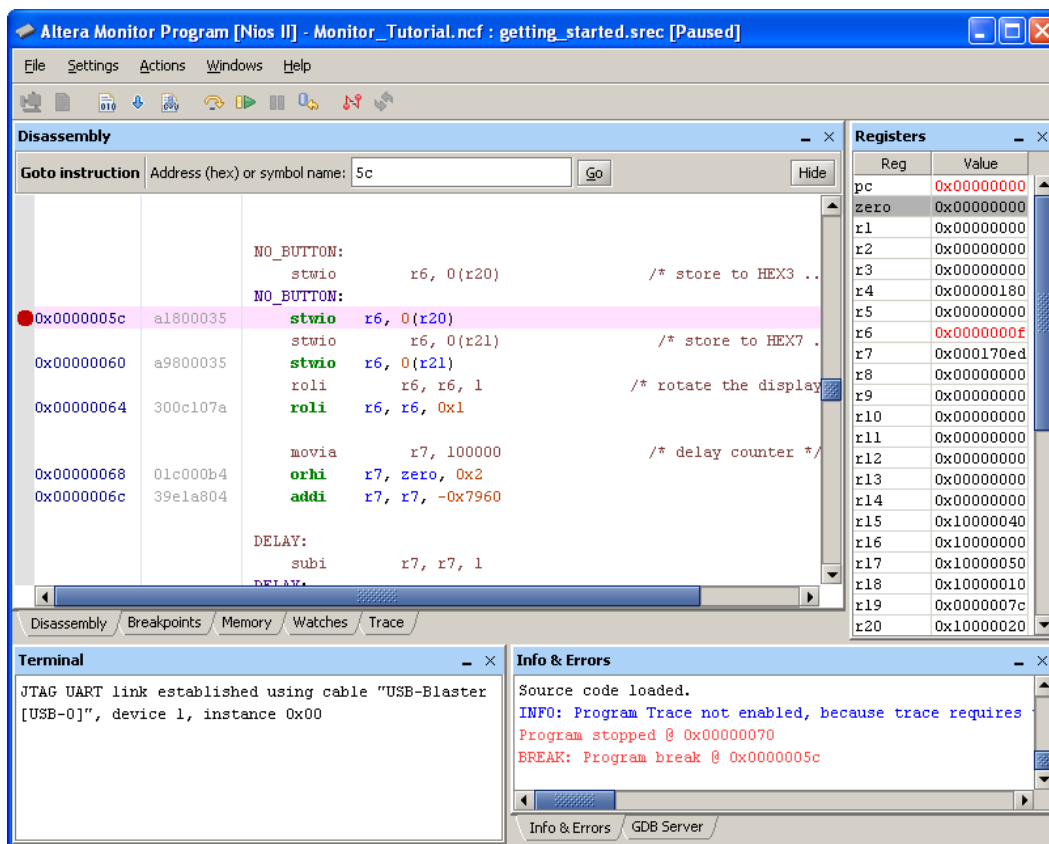 Altera Monitor Program [Nios II] - Monitor_Tutorial.ncf : getting_started.srec [Paused]
File Settings Actions Windows Help
Disassembly
Goto instruction Address (hex) or symbol name: 5c Go Hide
NO_BUTTON:
stwio r6, 0(r20) /* store to HEX3 ..
NO_BUTTON:
0x0000005c a1800035 stwio r6, 0(r20)
stwio r6, 0(r21) /* store to HEX7 .
0x00000060 a9800035 stwio r6, 0(r21)
roli r6, r6, 1 /* rotate the display
0x00000064 300c107a roli r6, r6, 0x1
movia r7, 100000 /* delay counter */
0x00000068 01c000b4 orhi r7, zero, 0x2
0x0000006c 39e1a804 addi r7, r7, -0x7960
DELAY:
subi r7, r7, 1
DELAY:
Disassembly Breakpoints Memory Watches Trace
Registers
Reg Value
pc 0x00000000
zero 0x00000000
r1 0x00000000
r2 0x00000000
r3 0x00000000
r4 0x00000180
r5 0x00000000
r6 0x0000000f
r7 0x000170ed
r8 0x00000000
r9 0x00000000
r10 0x00000000
r11 0x00000000
r12 0x00000000
r13 0x00000000
r14 0x00000000
r15 0x10000040
r16 0x10000000
r17 0x10000050
r18 0x10000010
r19 0x0000007c
r20 0x10000020
Terminal
JTAG UART link established using cable "USB-Blaster
[USB-0]", device 1, instance 0x00
Info & Errors
Source code loaded.
INFO: Program Trace not enabled, because trace requires
Program stopped @ 0x00000070
BREAK: Program break @ 0x0000005c
Info & Errors GDB Server